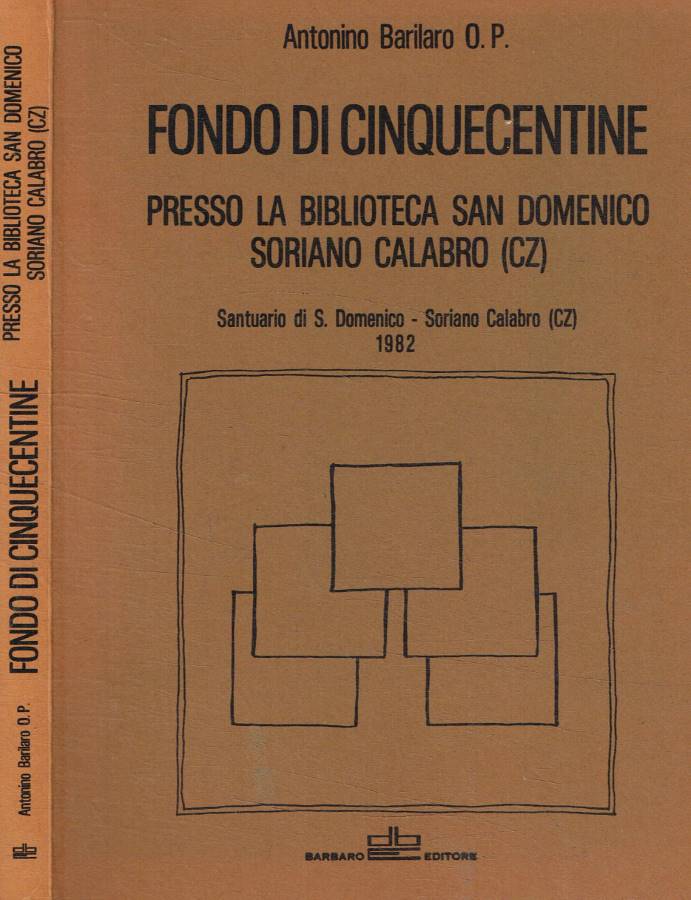 Antonino Barilaro O.P.
FONDO DI CINQUECENTINE
PRESSO LA BIBLIOTECA SAN DOMENICO
SORIANO CALABRO (CZ)
Santuario di S. Domenico - Soriano Calabro (CZ)
1982
BARBARO EDITORE
PRESSO LA BIBLIOTECA SAN DOMENICO
SORIANO CALABRO (CZ)
FONDO DI CINQUECENTINE
Antonino Barilaro O.P.